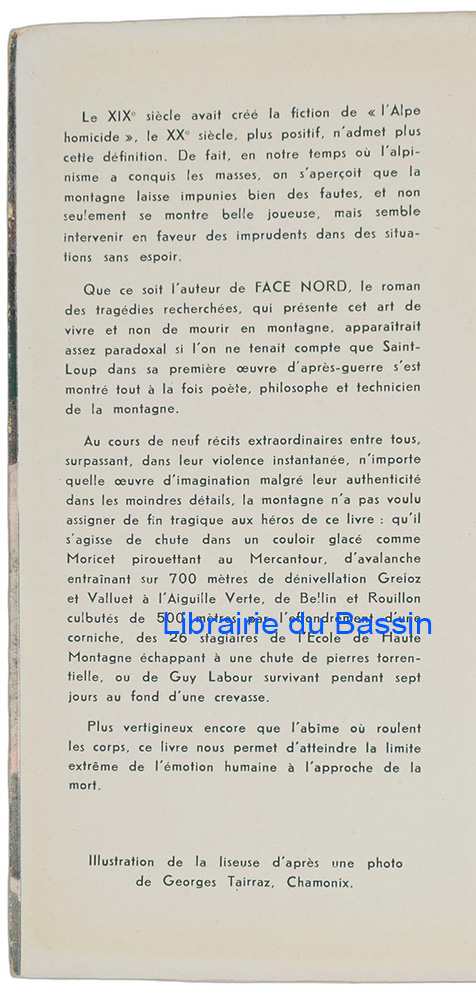 Le XIXe siècle avait créé la fiction de « l'Alpe
homicide », le XXe siècle, plus positif, n'admet plus
cette définition. De fait, en notre temps où l'alpi-
nisme a conquis les masses, on s'aperçoit que la
montagne laisse impunies bien des fautes, et non
seulement se montre belle joueuse, mais semble
intervenir en faveur des imprudents dans des situa-
tions sans espoir.
Que ce soit l'auteur de FACE NORD, le roman
des tragédies recherchées, qui présente cet art de
vivre et non de mourir en montagne, apparaîtrait
assez paradoxal si l'on ne tenait compte que Saint-
Loup dans sa première œuvre d'après-guerre s'est
montré tout à la fois poète, philosophe et technicien
de la montagne.
Au cours de neuf récits extraordinaires entre tous,
surpassant, dans leur violence instantanée, n'importe
quelle œuvre d'imagination malgré leur authenticité
dans les moindres détails, la montagne n'a pas voulu
assigner de fin tragique aux héros de ce livre : qu'il
s'agisse de chute dans un couloir glacé comme
Moricet pirouettant au Mercantour, d'avalanche
entraînant sur 700 mètres de dénivellation Greloz
et Valluet à l'Aiguille Verte, de Bellin et Rouillon
culbutés de 500 mètres par l'effondrement d'une
Librairie du Bassin
corniche, des 26 stagiaires de l'Ecole de Haute
Montagne échappant à une chute de pierres torren-
tielle, ou de Guy Labour survivant pendant sept
jours au fond d'une crevasse.
Plus vertigineux encore que l'abîme où roulent
les corps, ce livre nous permet d'atteindre la limite
extrême de l'émotion humaine à l'approche de la
mort.
Illustration de la liseuse d'après une photo
de Georges Tairraz, Chamonix.